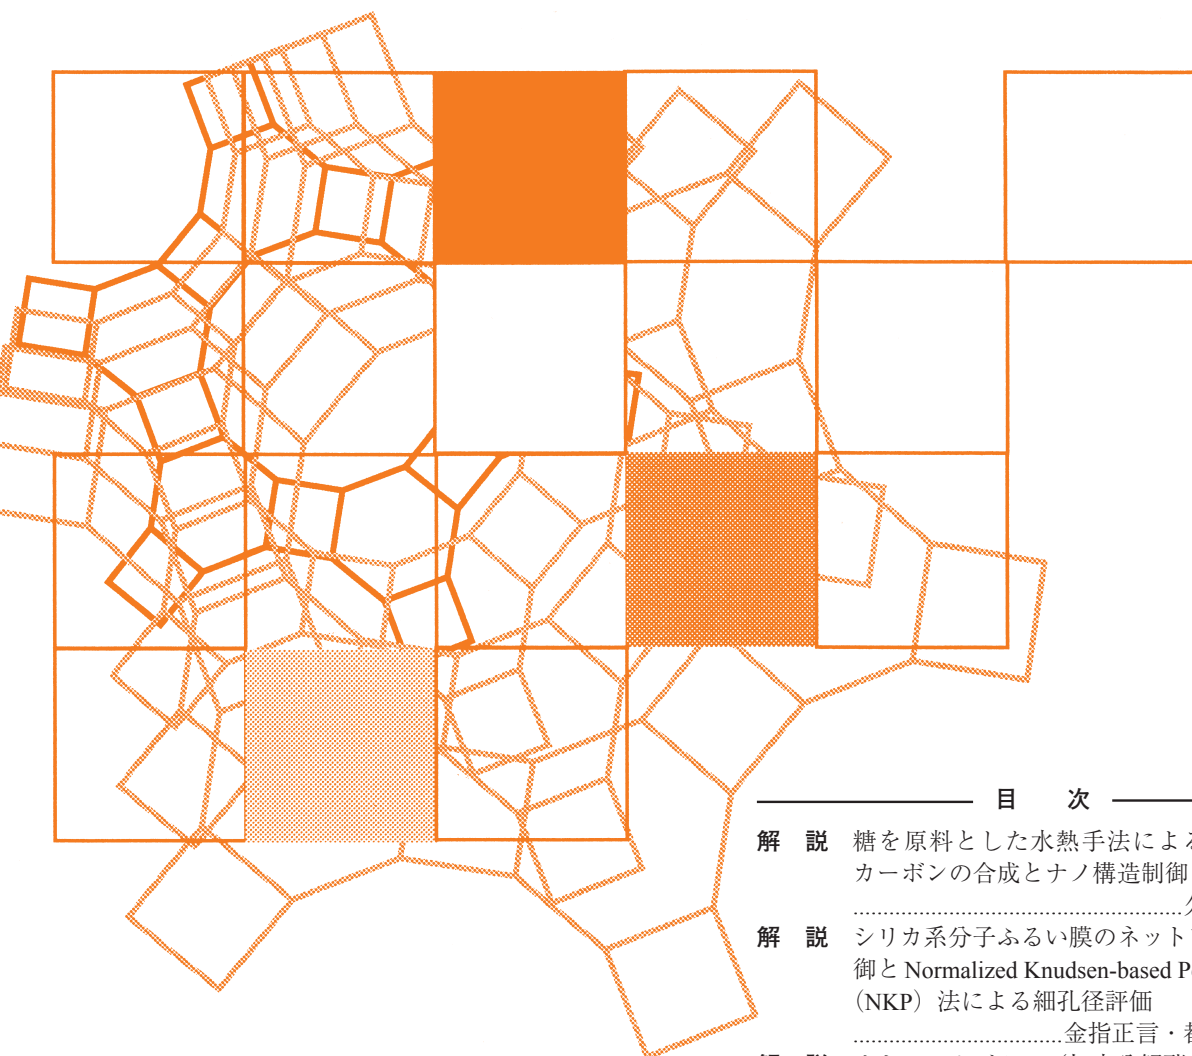 目 次
解 説 糖を原料とした水熱手法による
カーボンの合成とナノ構造制御
解 説 シリカ系分子ふるい膜のネット
御と Normalized Knudsen-based P
(NKP)法による細孔径評価
金指正言・
解 説